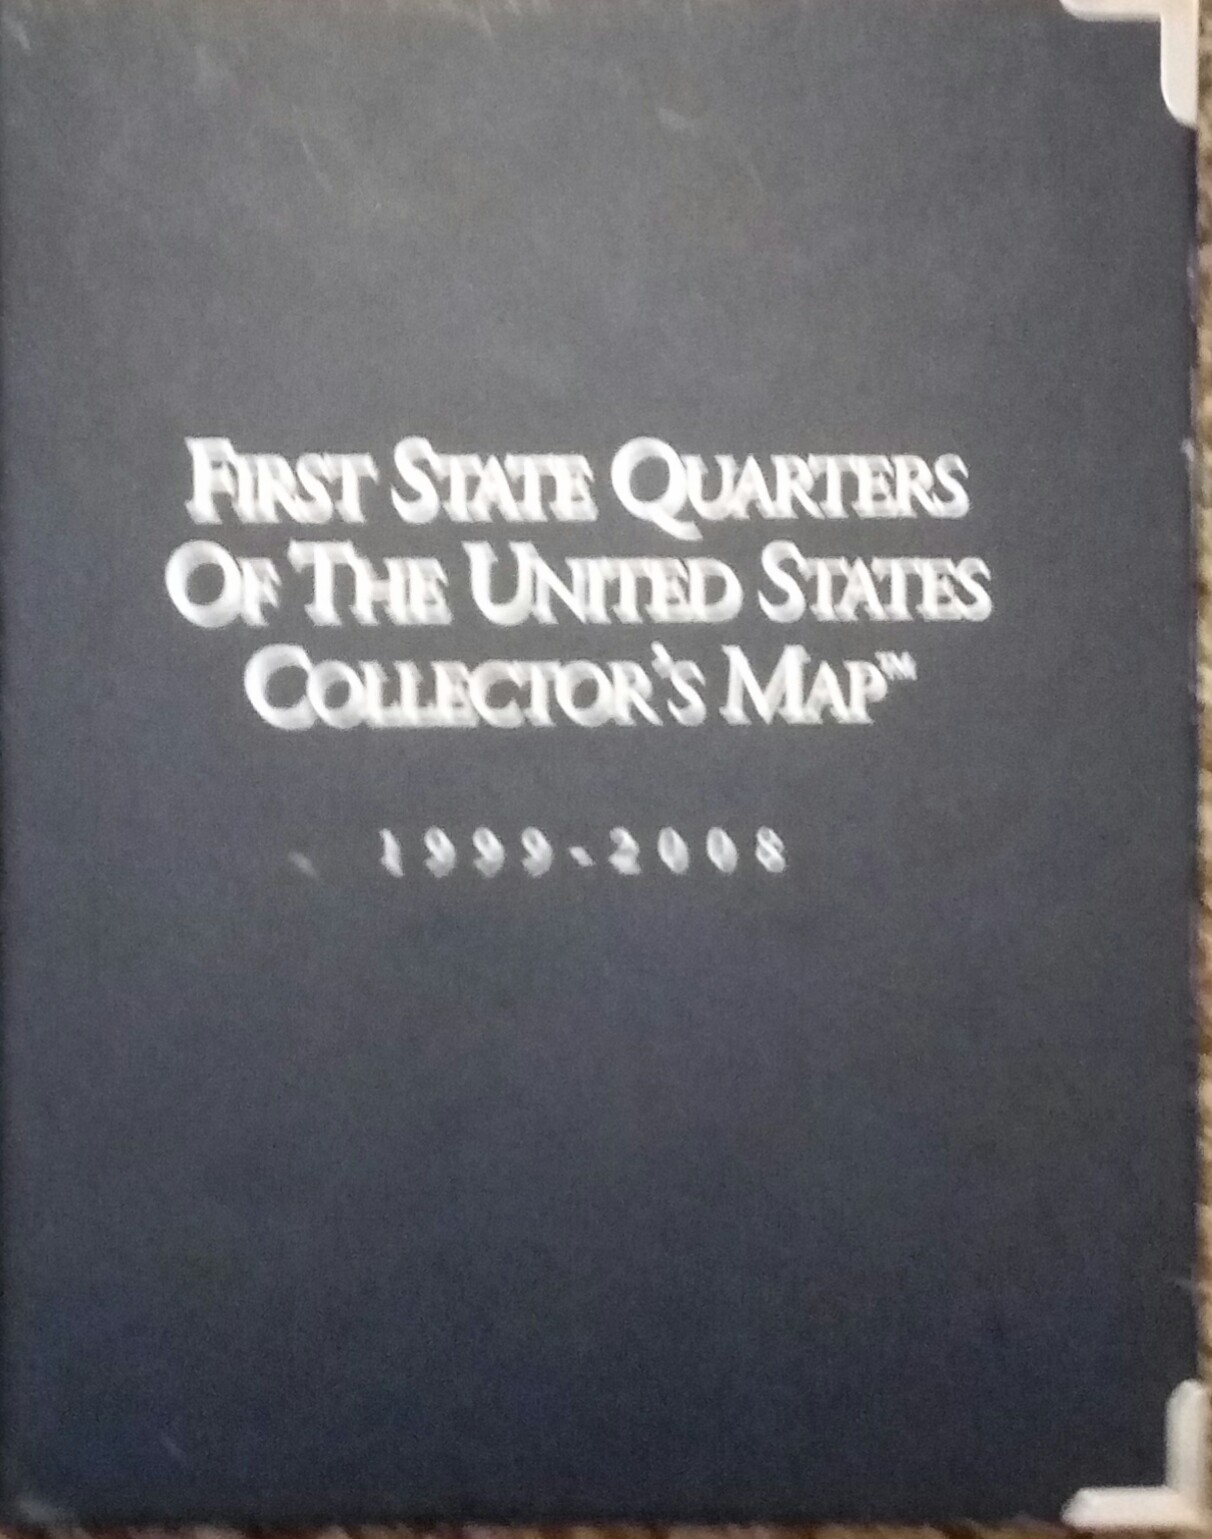 First State Quarters
Of The United States
Collector's Map™
1999-2008